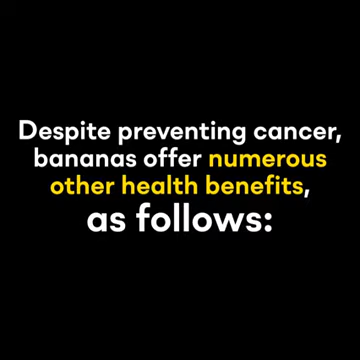 Despite preventing cancer,
bananas offer numerous
other health benefits,
as follows: